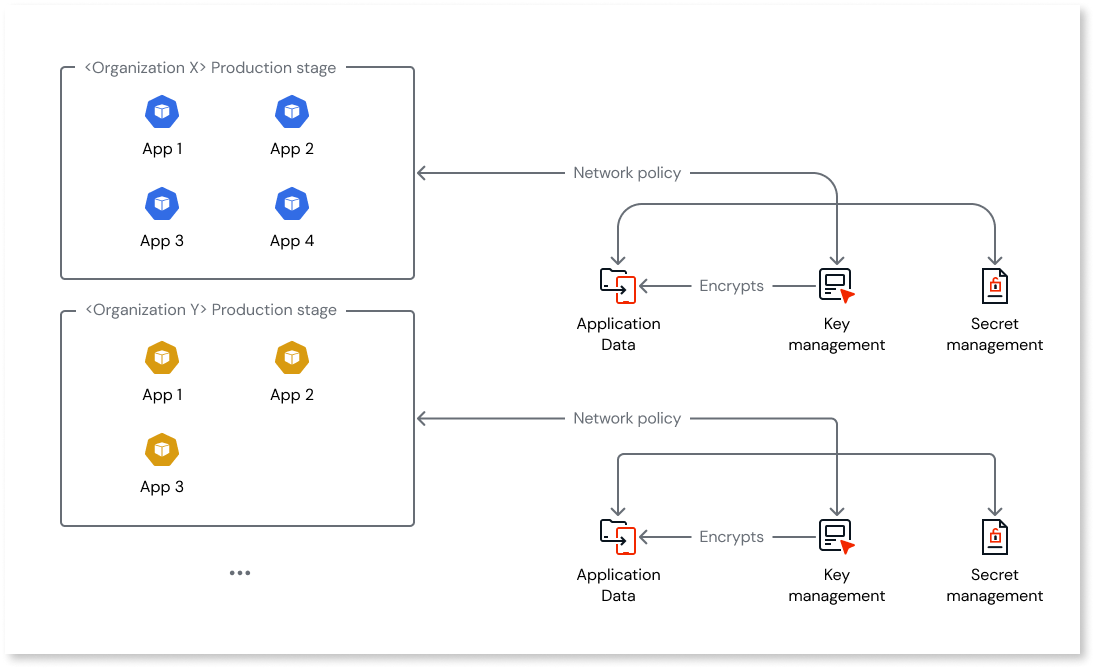 <Organization X> Production stage
App 1
App 2
App 3
App 4
Network policy
Encrypts
Application
Data
Key
management
Secret
management
<Organization Y> Production stage
App 1
App 2
App 3
Network policy
Encrypts
Application
Data
Key
management
Secret
management
...